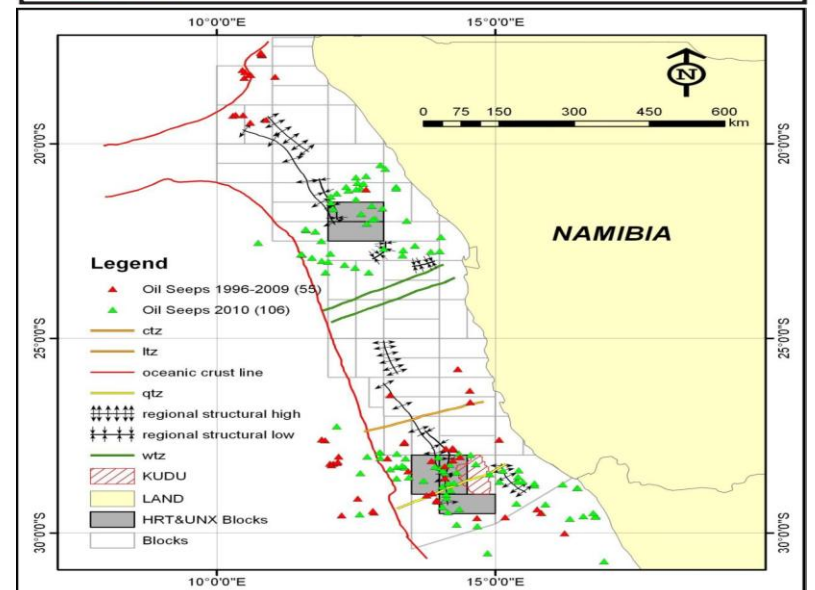 10°0'0"E 15°0'0"E
N
0 75 150 300 450 600
km
20°0'0"S 20°0'0"S
NAMIBIA
Legend
Oil Seeps 1996-2009 (55)
Oil Seeps 2010 (106)
ctz
ltz
oceanic crust line
qtz
regional structural high
regional structural low
wtz
KUDU
LAND
HRT&UNX Blocks
Blocks
25°0'0"S 25°0'0"S
30°0'0"S 30°0'0"S
10°0'0"E 15°0'0"E